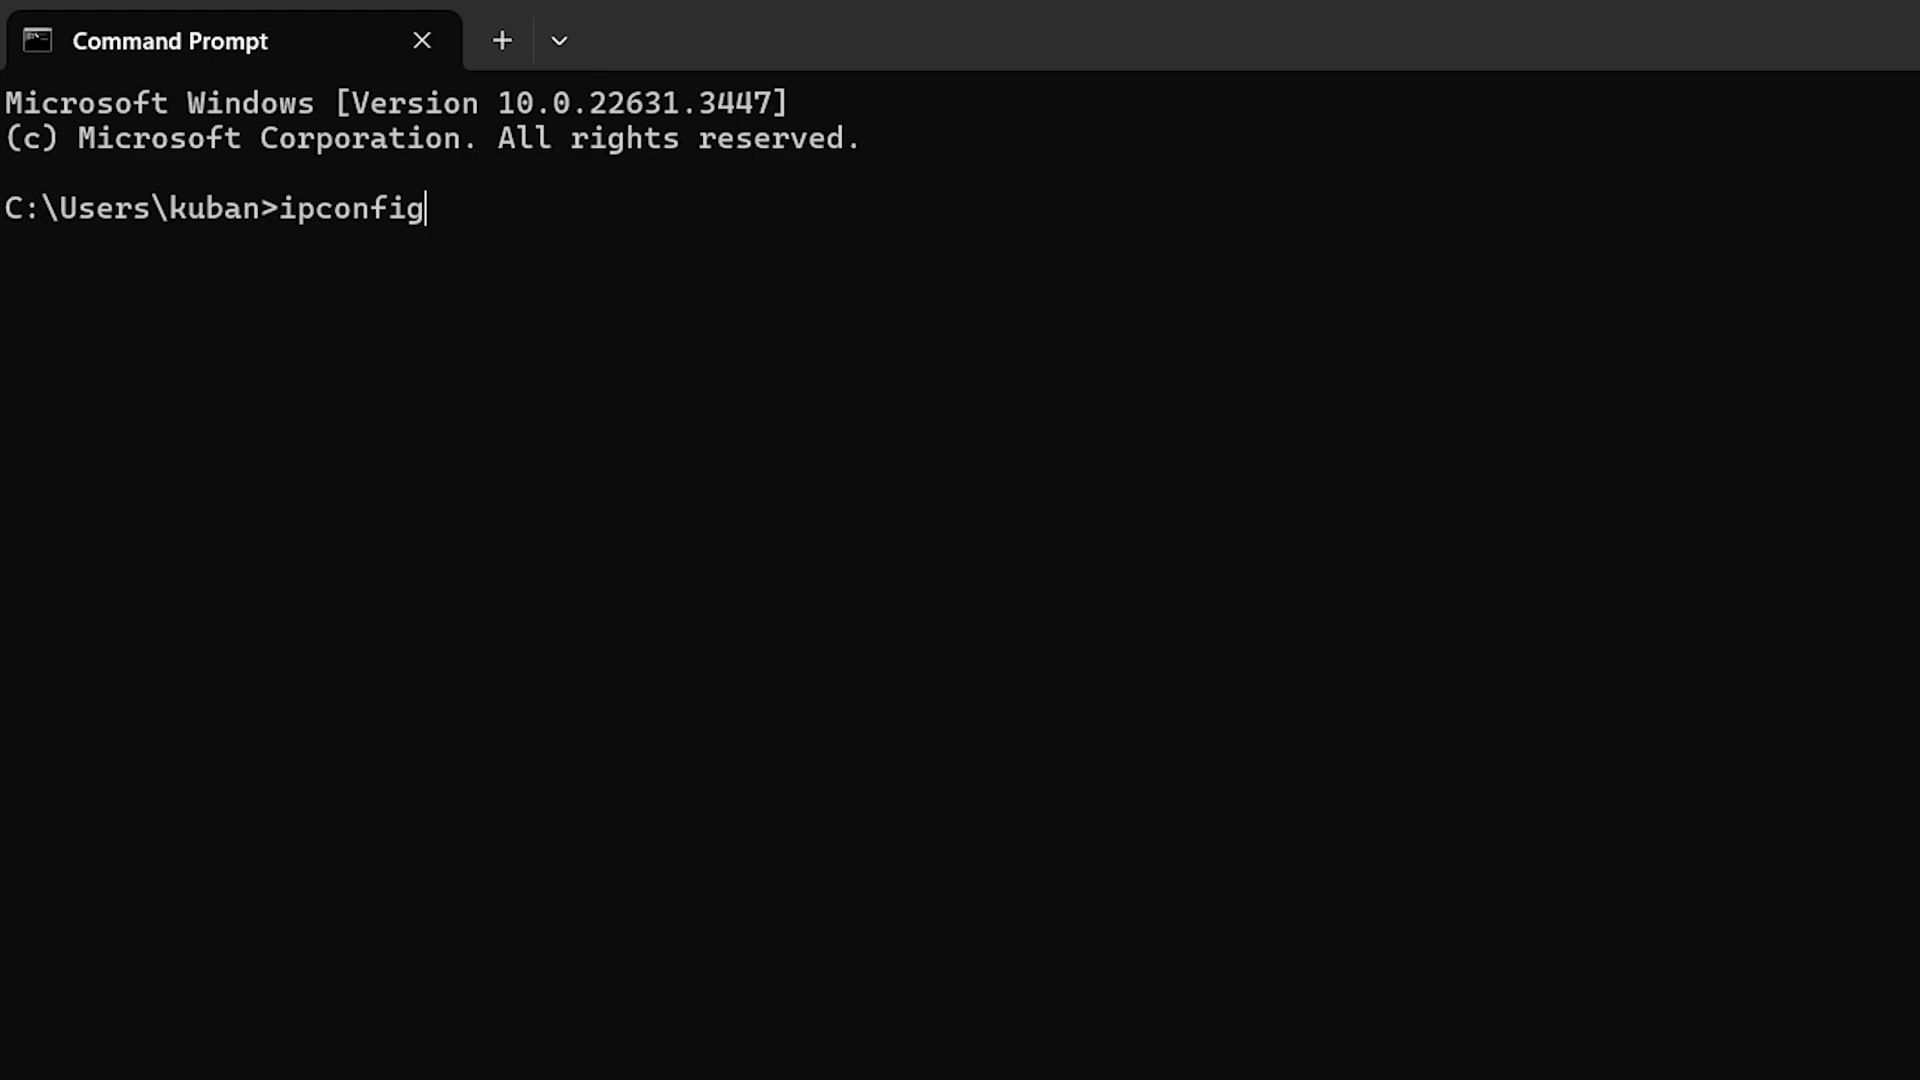 Command Prompt
Microsoft Windows [Version 10.0.22631.3447]
(c) Microsoft Corporation. All rights reserved.
C:\Users\kuban>ipconfig